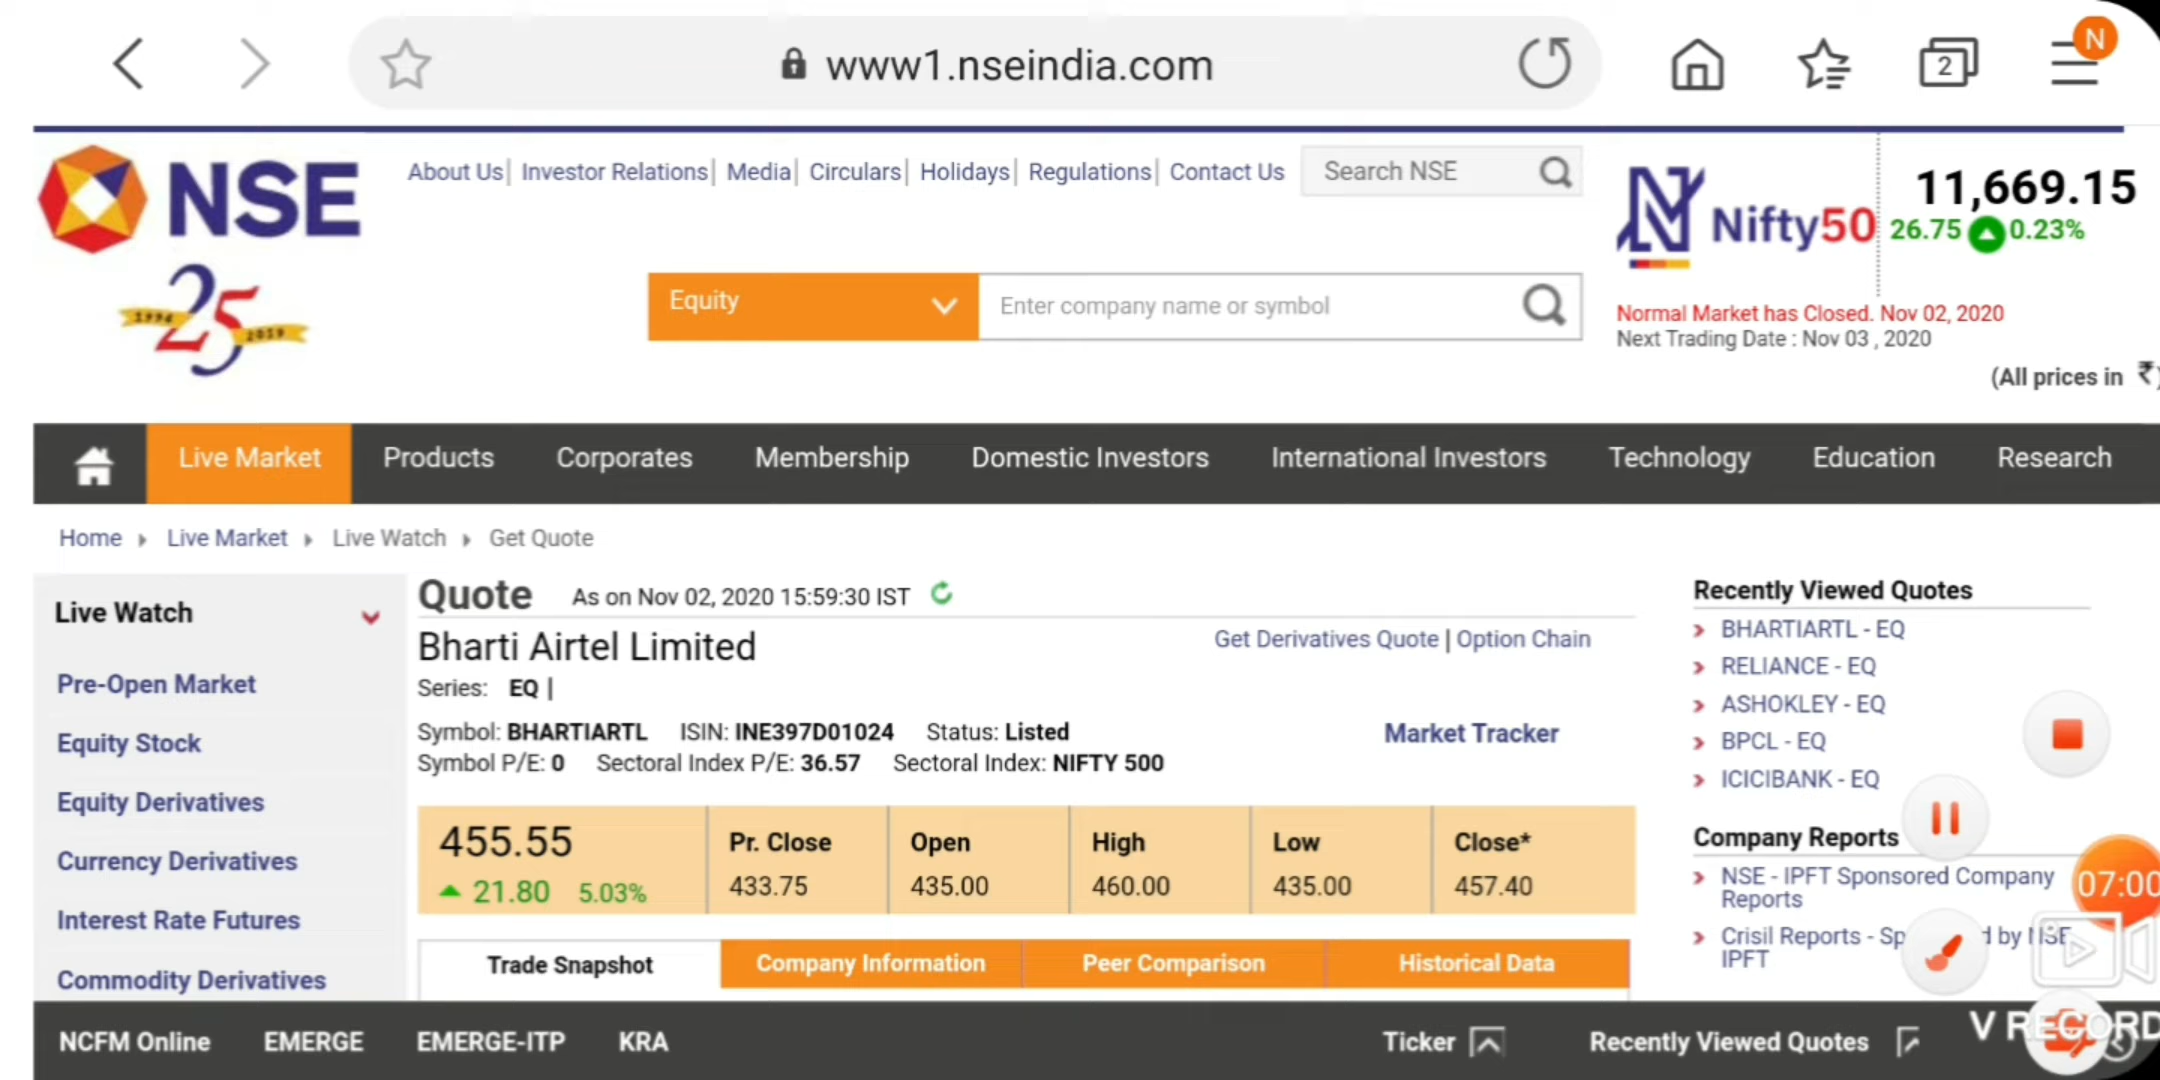 www1.nseindia.com
2
N
NSE
About Us| Investor Relations| Media| Circulars| Holidays| Regulations| Contact Us
Search NSE
25
1994
2019
Equity
Enter company name or symbol
Nifty50
11,669.15
26.75 0.23%
Normal Market has Closed. Nov 02, 2020
Next Trading Date : Nov 03 , 2020
(All prices in ₹)
Live Market Products Corporates Membership Domestic Investors International Investors Technology Education Research
Home Live Market Live Watch Get Quote
Live Watch
Pre-Open Market
Equity Stock
Equity Derivatives
Currency Derivatives
Interest Rate Futures
Commodity Derivatives
Quote As on Nov 02, 2020 15:59:30 IST
Bharti Airtel Limited
Get Derivatives Quote | Option Chain
Series: EQ |
Symbol: BHARTIARTL ISIN: INE397D01024 Status: Listed
Market Tracker
Symbol P/E: 0 Sectoral Index P/E: 36.57 Sectoral Index: NIFTY 500
455.55 Pr. Close Open High Low Close*
21.80 5.03% 433.75 435.00 460.00 435.00 457.40
Trade Snapshot Company Information Peer Comparison Historical Data
Recently Viewed Quotes
BHARTIARTL - EQ
RELIANCE - EQ
ASHOKLEY - EQ
BPCL - EQ
ICICIBANK - EQ
Company Reports
NSE - IPFT Sponsored Company
Reports
Crisil Reports - by NSE
IPFT
07:00
NCFM Online EMERGE EMERGE-ITP KRA Ticker Recently Viewed Quotes
V RECORD